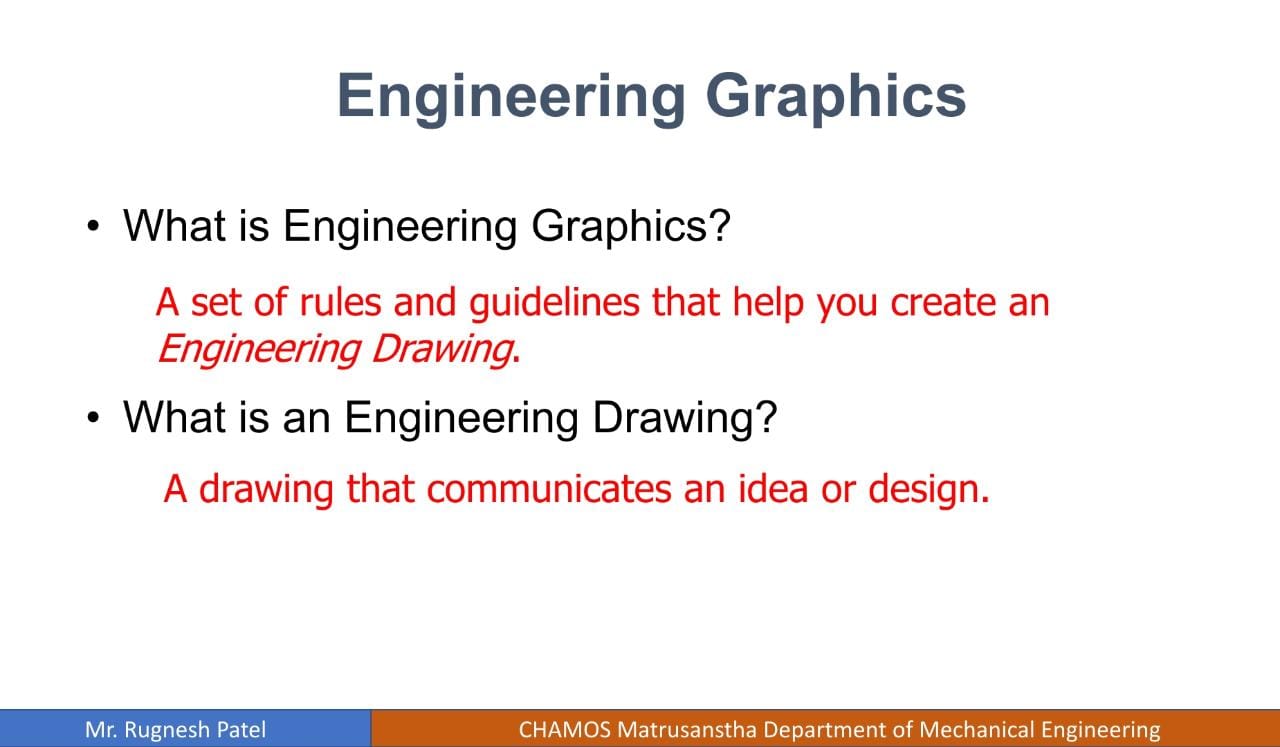 Engineering Graphics
• What is Engineering Graphics?
A set of rules and guidelines that help you create an
Engineering Drawing.
• What is an Engineering Drawing?
A drawing that communicates an idea or design.
Mr. Rugnesh Patel
CHAMOS Matrusanstha Department of Mechanical Engineering